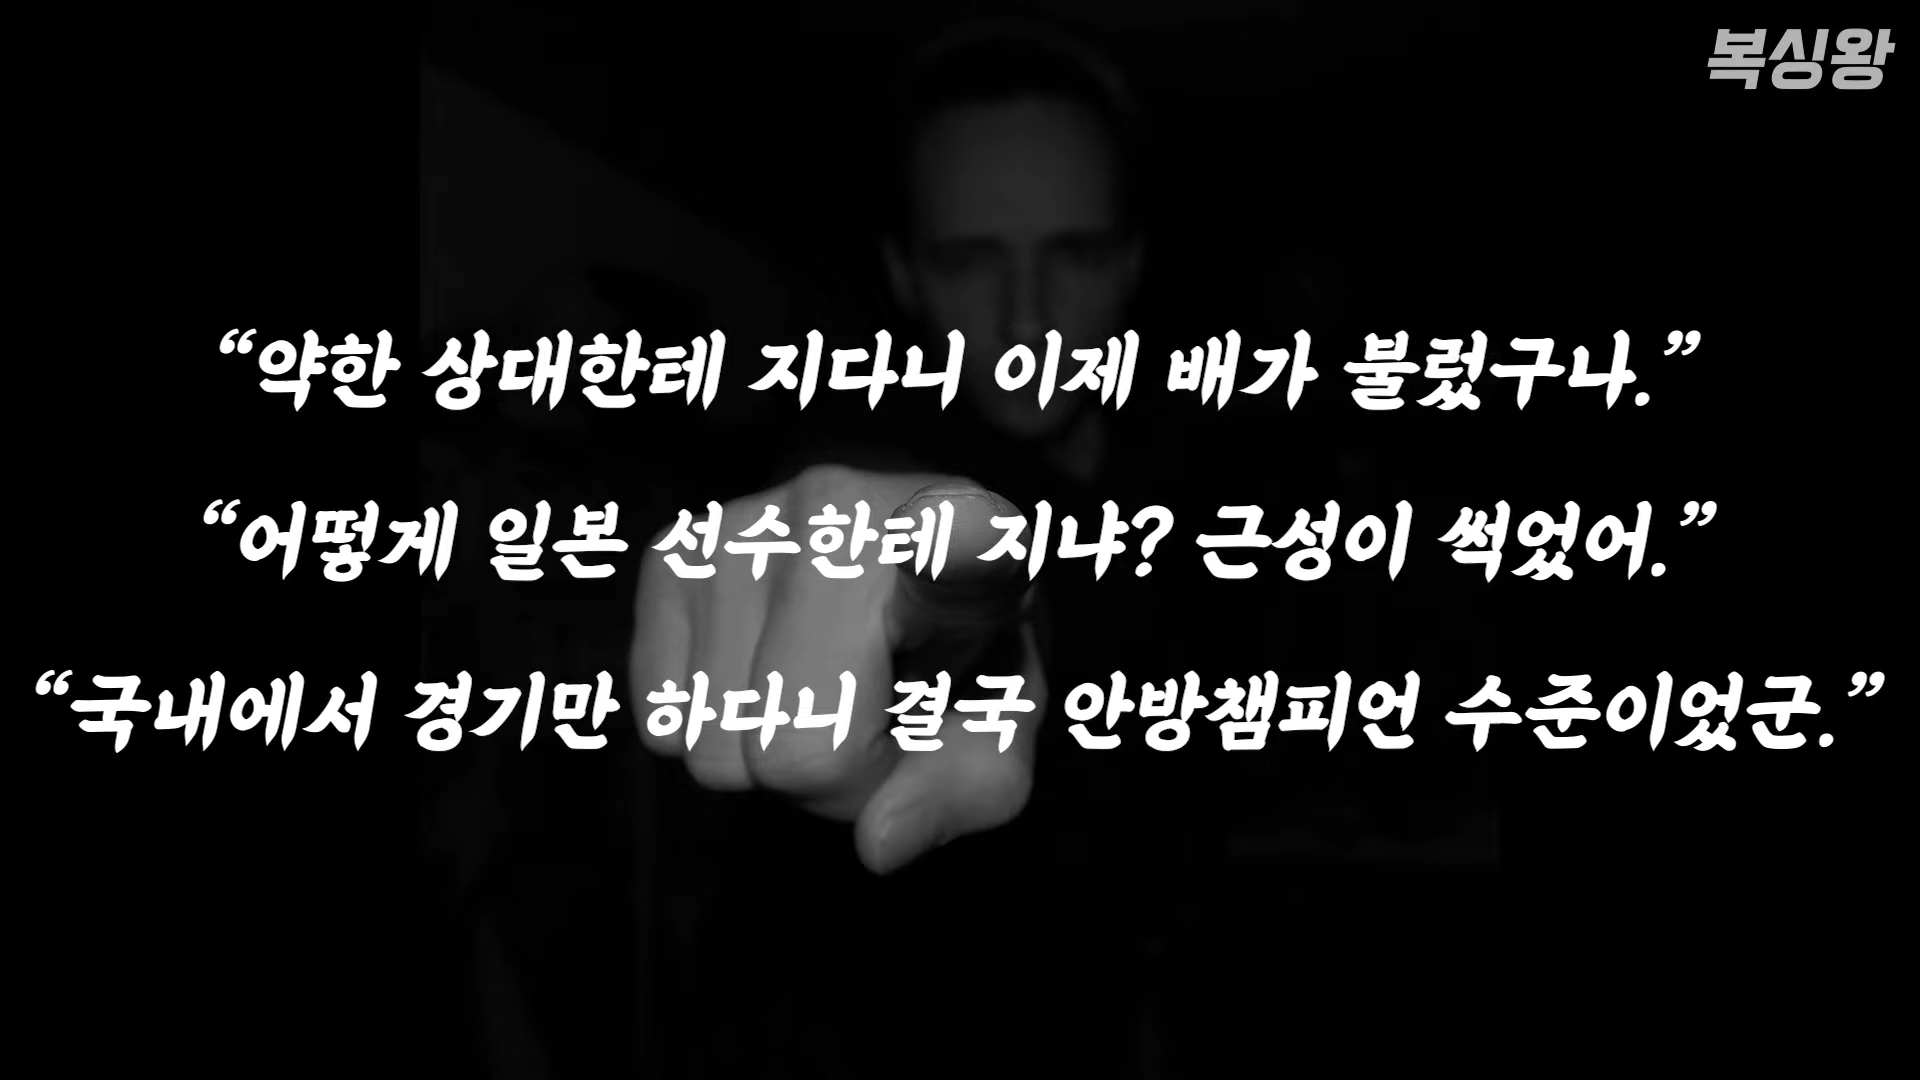 복싱왕
“약한 상대한테 지다니 이제 배가 불렀구나.”
“어떻게 일본 선수한테 지냐? 근성이 썩었어.”
“국내에서 경기만 하다니 결국 안방챔피언 수준이었군.”